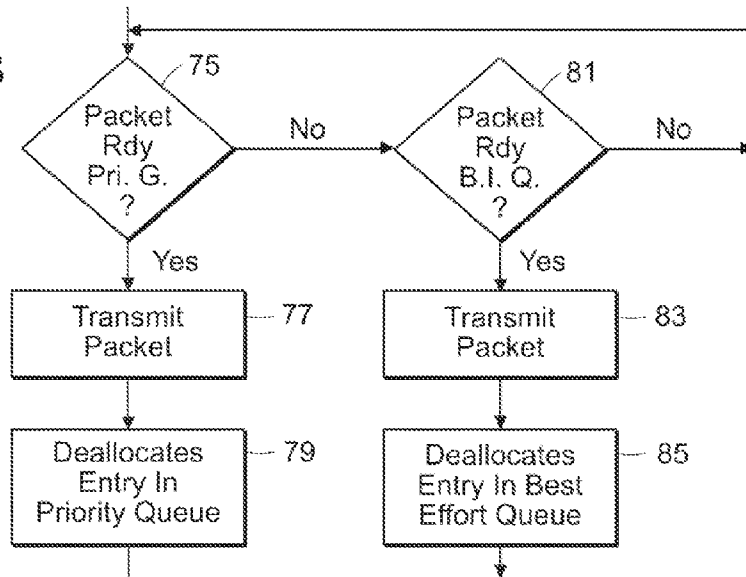 75
Packet
Rdy
Pri. G.
?
No
81
Packet
Rdy
B.I. Q.
?
No
Yes
Yes
Transmit
Packet
77
Transmit
Packet
83
Deallocates
Entry In
Priority Queue
79
Deallocates
Entry In Best
Effort Queue
85